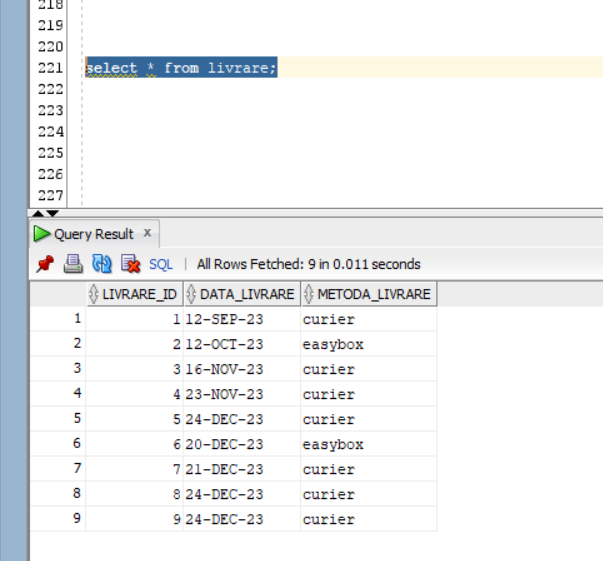 218
219
220
221 select * from livrare;
222
223
224
225
226
227
Query Result x
SQL | All Rows Fetched: 9 in 0.011 seconds
LIVRARE_ID DATA_LIVRARE METODA_LIVRARE
1 1 12-SEP-23 curier
2 2 12-OCT-23 easybox
3 3 16-NOV-23 curier
4 4 23-NOV-23 curier
5 5 24-DEC-23 curier
6 6 20-DEC-23 easybox
7 7 21-DEC-23 curier
8 8 24-DEC-23 curier
9 9 24-DEC-23 curier